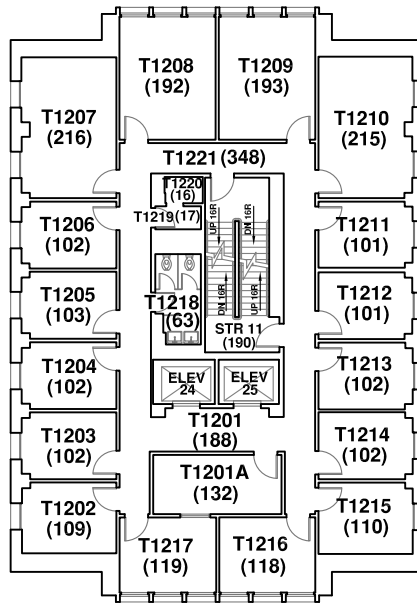 T1208
(192)
T1209
(193)
T1207
(216)
T1210
(215)
T1221 (348)
T1220
(16)
T1219 (17)
T1206
(102)
T1211
(101)
UP 16R
DN 16R
T1205
(103)
T1212
(101)
T1218
(63)
DN 16R
UP 16R
STR 11
(190)
T1204
(102)
T1213
(102)
ELEV
24
ELEV
25
T1203
(102)
T1201
(188)
T1214
(102)
T1201A
(132)
T1202
(109)
T1215
(110)
T1217
(119)
T1216
(118)